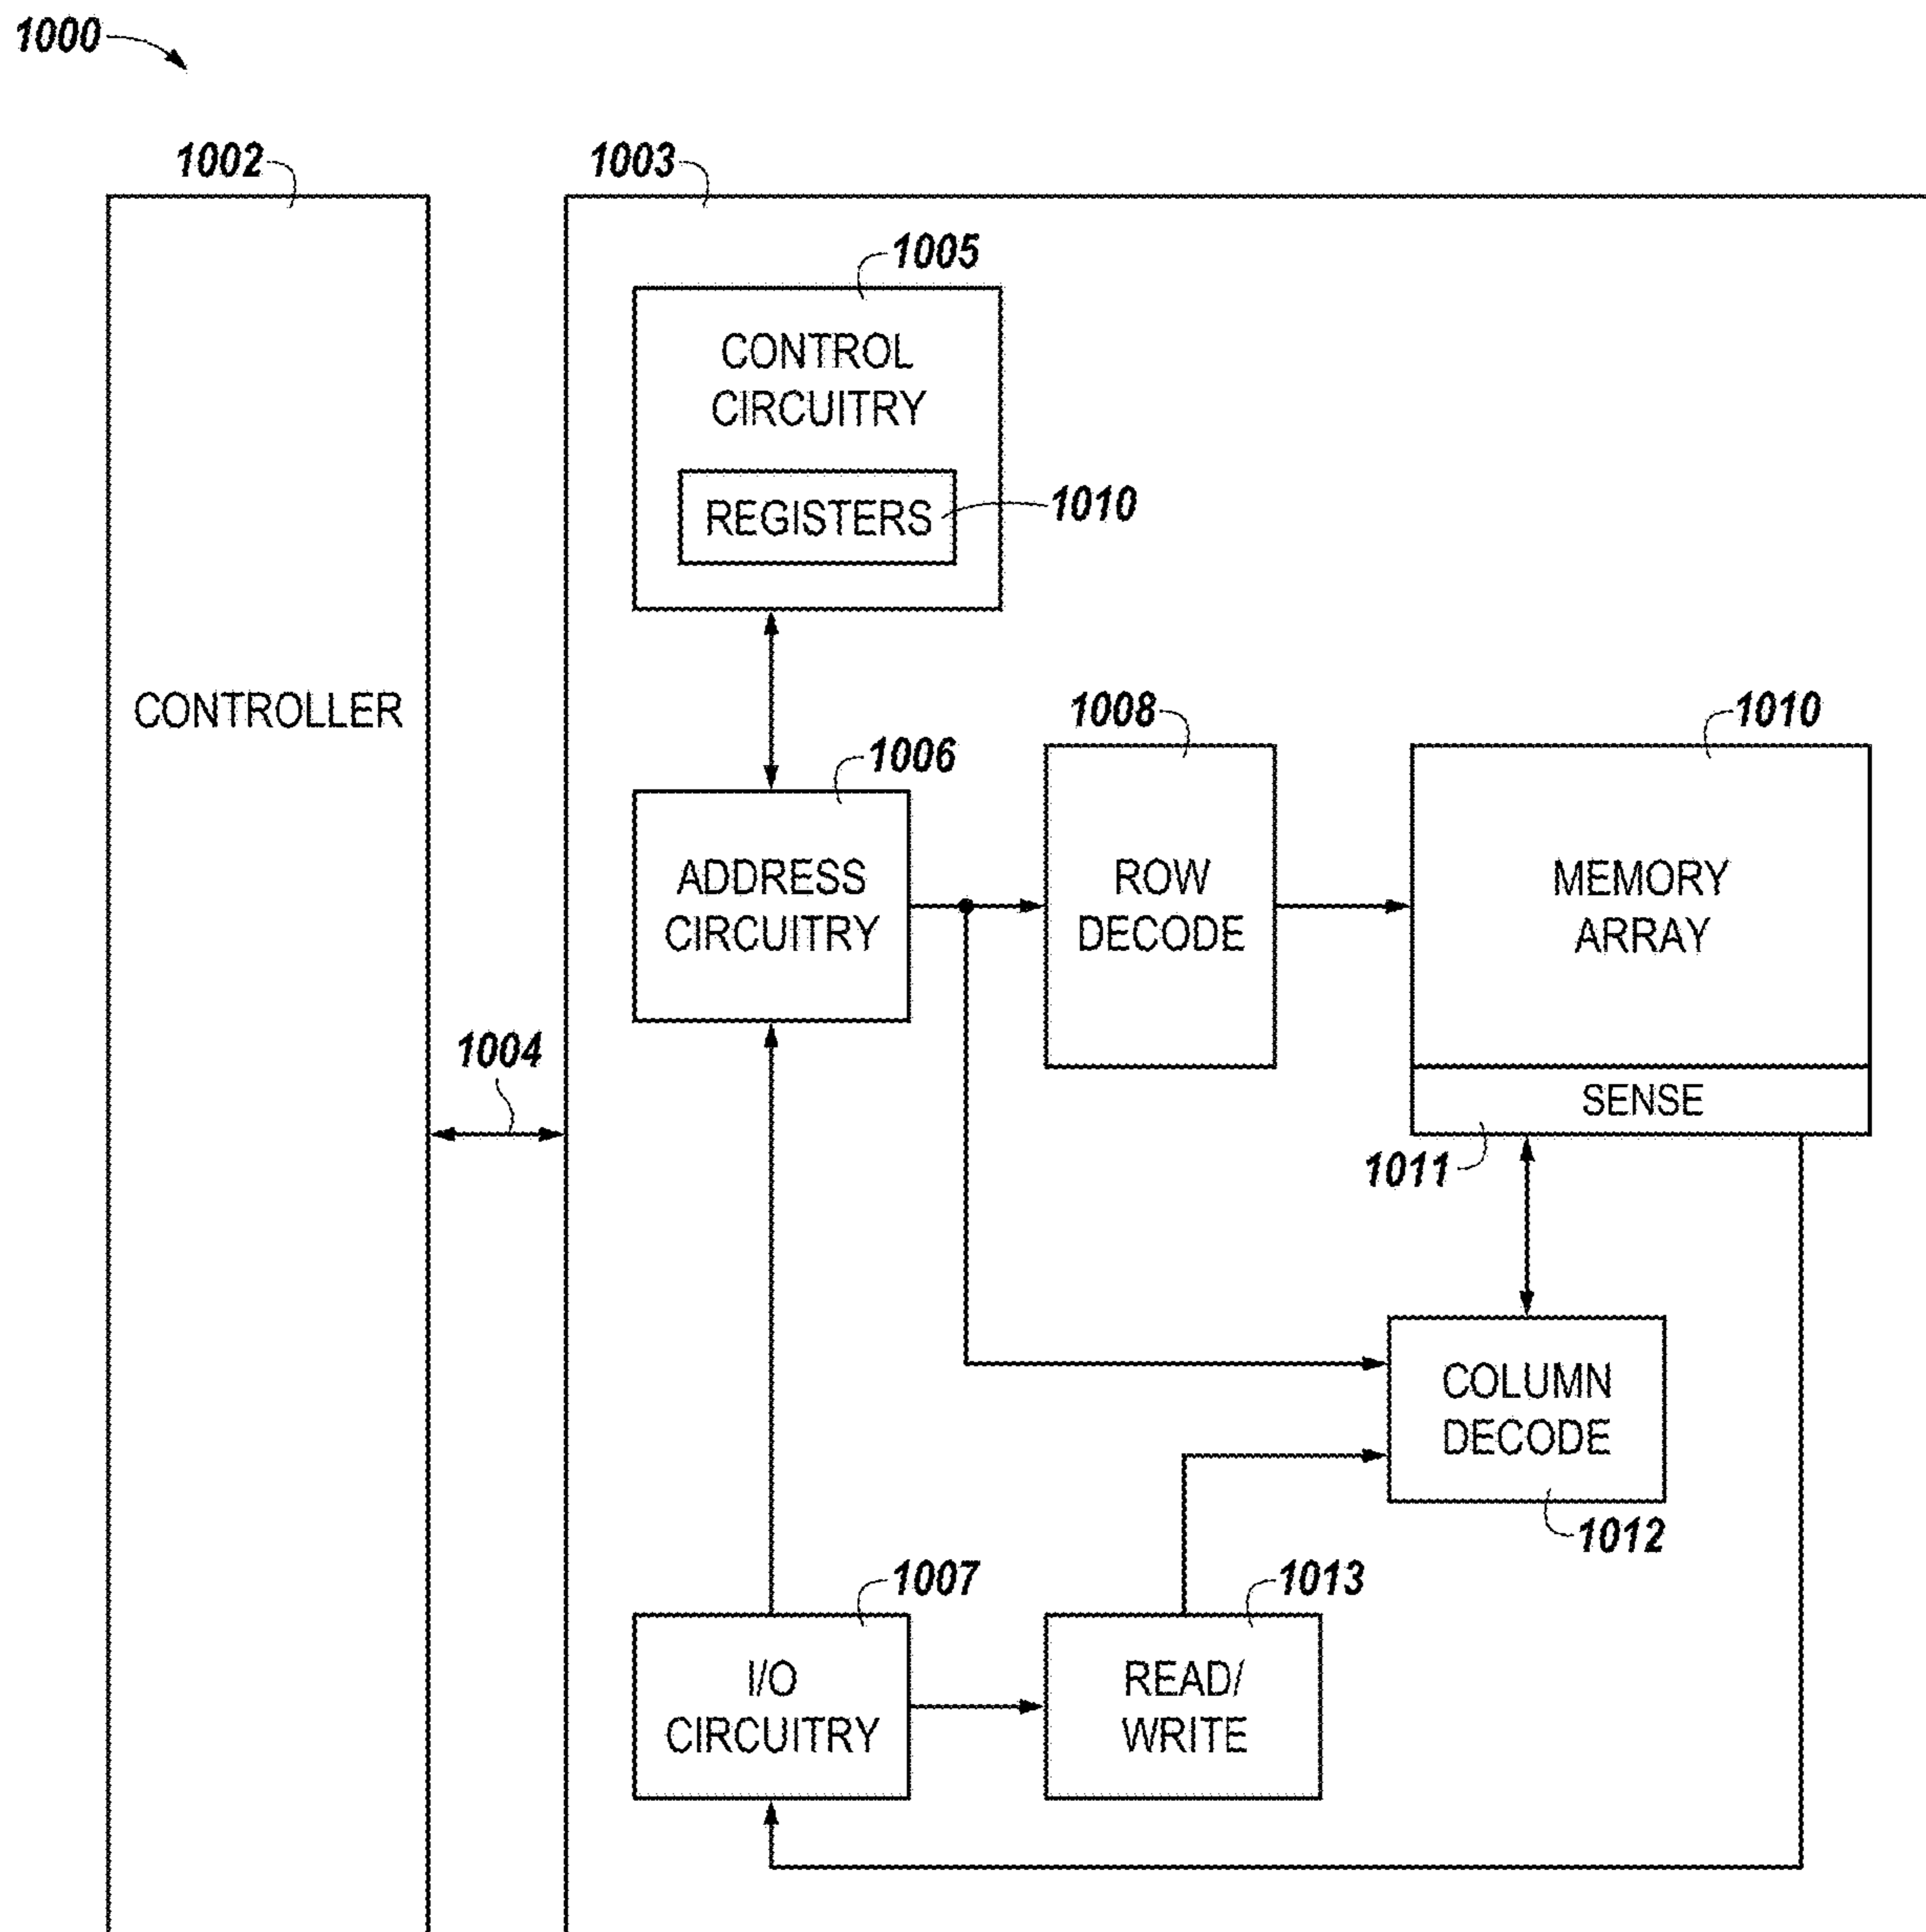 1000
1002
1003
1005
CONTROL
CIRCUITRY
REGISTERS
1010
CONTROLLER
1006
1008
1010
ADDRESS
CIRCUITRY
ROW
DECODE
MEMORY
ARRAY
SENSE
1004
1011
COLUMN
DECODE
1012
1007
1013
I/O
CIRCUITRY
READ/
WRITE